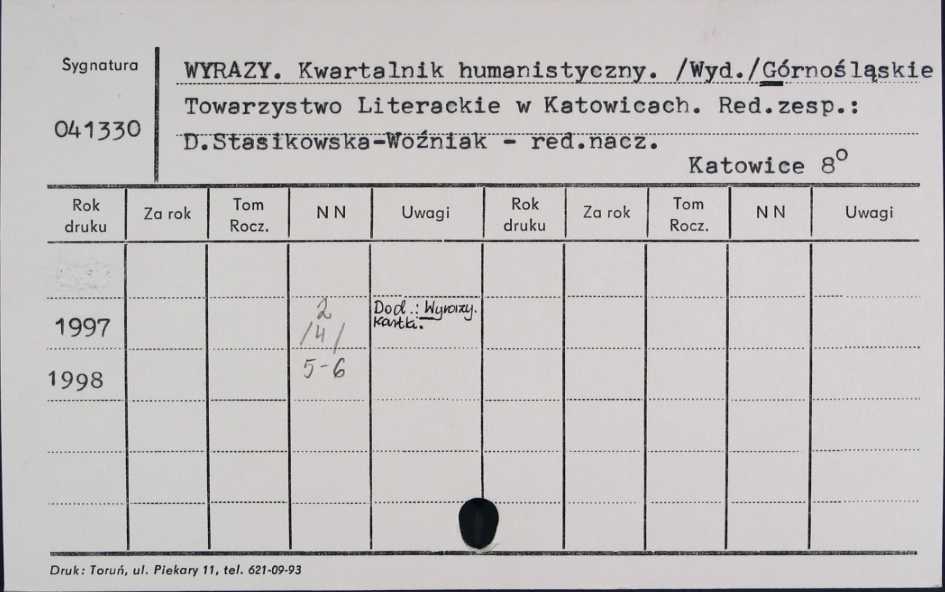 Sygnatura
041330
WYRAZY. Kwartalnik humanistyczny. /Wyd./Górnośląskie
Towarzystwo Literackie w Katowicach. Red.zesp.:
D.Stasikowska-Woźniak - red.nacz.
Katowice 8º
Rok druku Za rok Tom Rocz. N N Uwagi Rok druku Za rok Tom Rocz. N N Uwagi
1997 2 /4/ Dod.: Wyrazy.
Kartki.
1998 5-6
Druk: Toruń, ul. Piekary 11, tel. 621-09-93